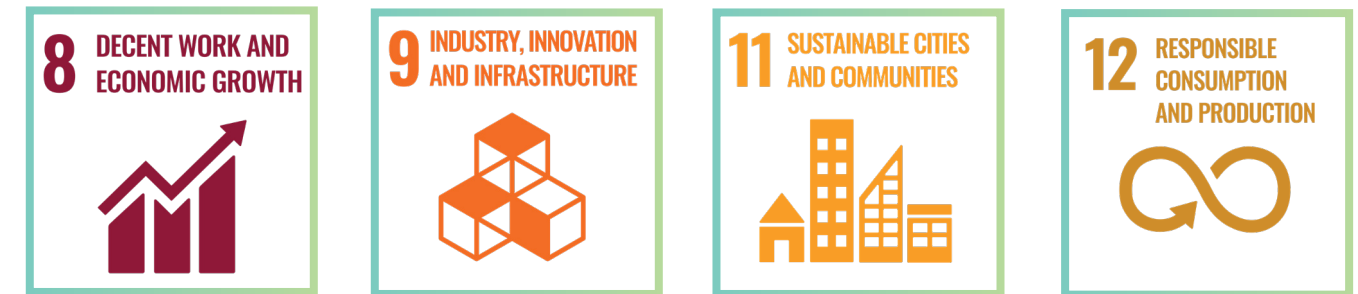 8 DECENT WORK AND
ECONOMIC GROWTH
9 INDUSTRY, INNOVATION
AND INFRASTRUCTURE
11 SUSTAINABLE CITIES
AND COMMUNITIES
12 RESPONSIBLE
CONSUMPTION
AND PRODUCTION